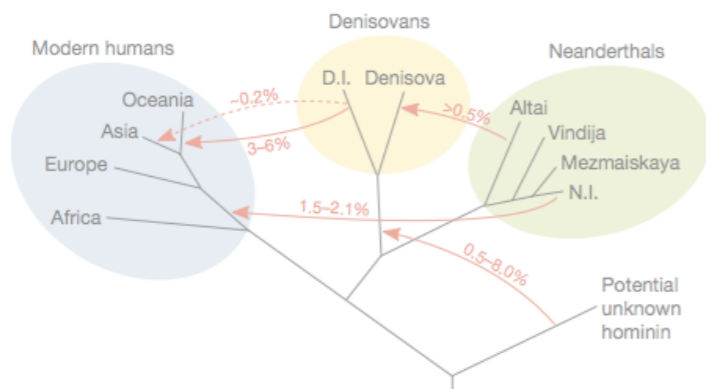 Denisovans
Modern humans
Neanderthals
D.I.
Denisova
Oceania
~0.2%
>0.5%
Altai
Asia
Vindija
3–6%
Europe
Mezmaiskaya
N.I.
1.5–2.1%
Africa
0.5–8.0%
Potential
unknown
hominin